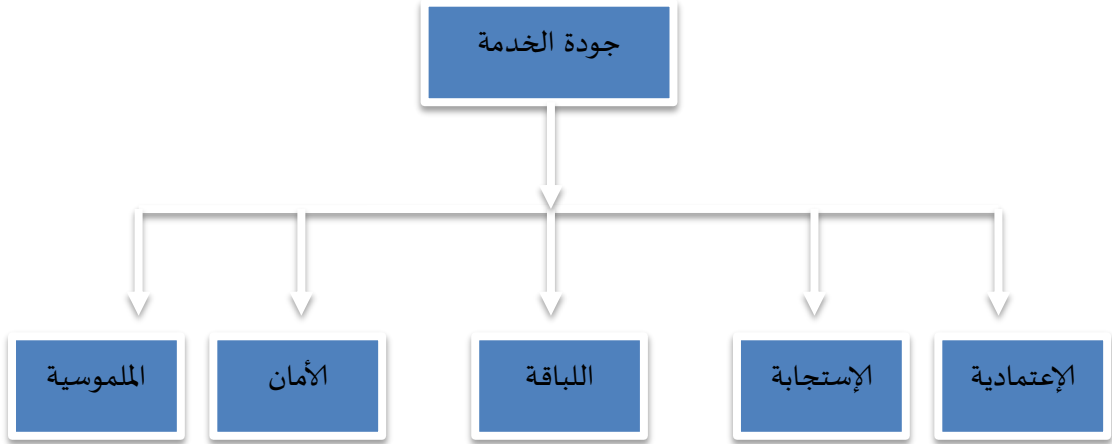 جودة الخدمة
الإعتمادية
الإستجابة
اللباقة
الأمان
الملموسية